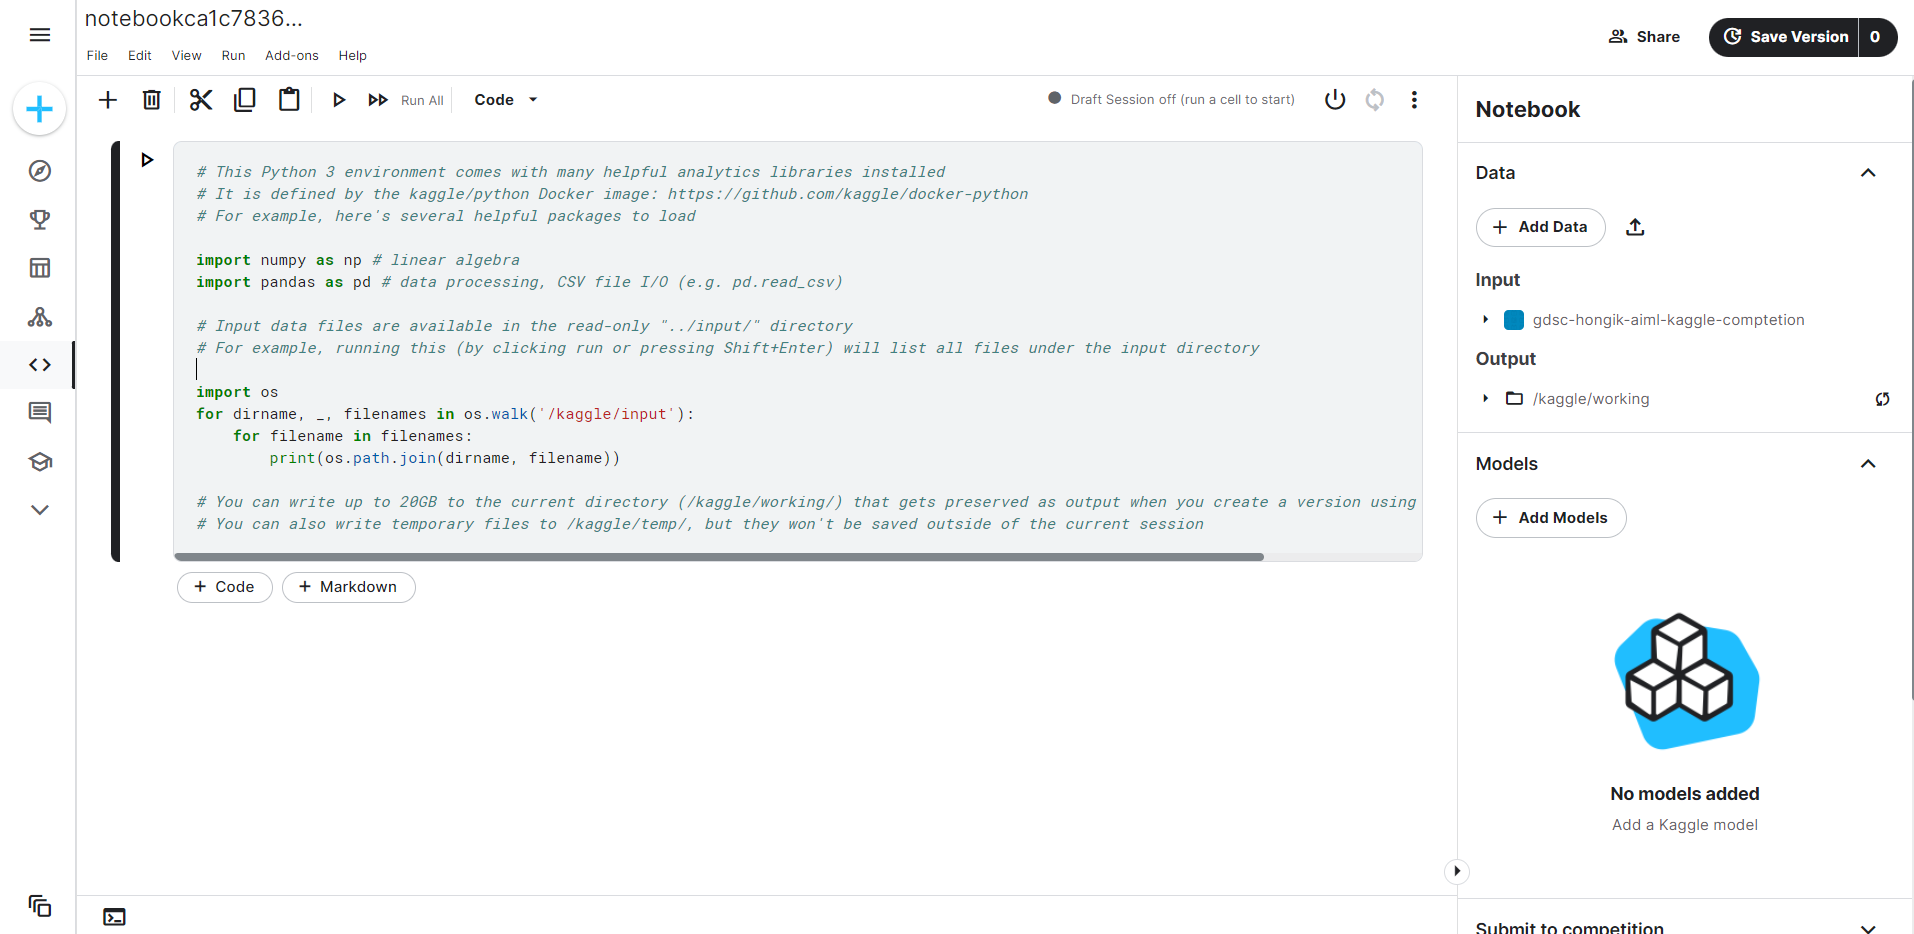 notebookca1c7836...
File Edit View Run Add-ons Help
Share
Save Version 0
Run All Code
Draft Session off (run a cell to start)
# This Python 3 environment comes with many helpful analytics libraries installed
# It is defined by the kaggle/python Docker image: https://github.com/kaggle/docker-python
# For example, here's several helpful packages to load
import numpy as np # linear algebra
import pandas as pd # data processing, CSV file I/O (e.g. pd.read_csv)
# Input data files are available in the read-only "../input/" directory
# For example, running this (by clicking run or pressing Shift+Enter) will list all files under the input directory
import os
for dirname, _, filenames in os.walk('/kaggle/input'):
    for filename in filenames:
        print(os.path.join(dirname, filename))
# You can write up to 20GB to the current directory (/kaggle/working/) that gets preserved as output when you create a version using
# You can also write temporary files to /kaggle/temp/, but they won't be saved outside of the current session
+ Code + Markdown
Notebook
Data
+ Add Data
Input
gdsc-hongik-aiml-kaggle-comptetion
Output
/kaggle/working
Models
+ Add Models
No models added
Add a Kaggle model
Submit to competition